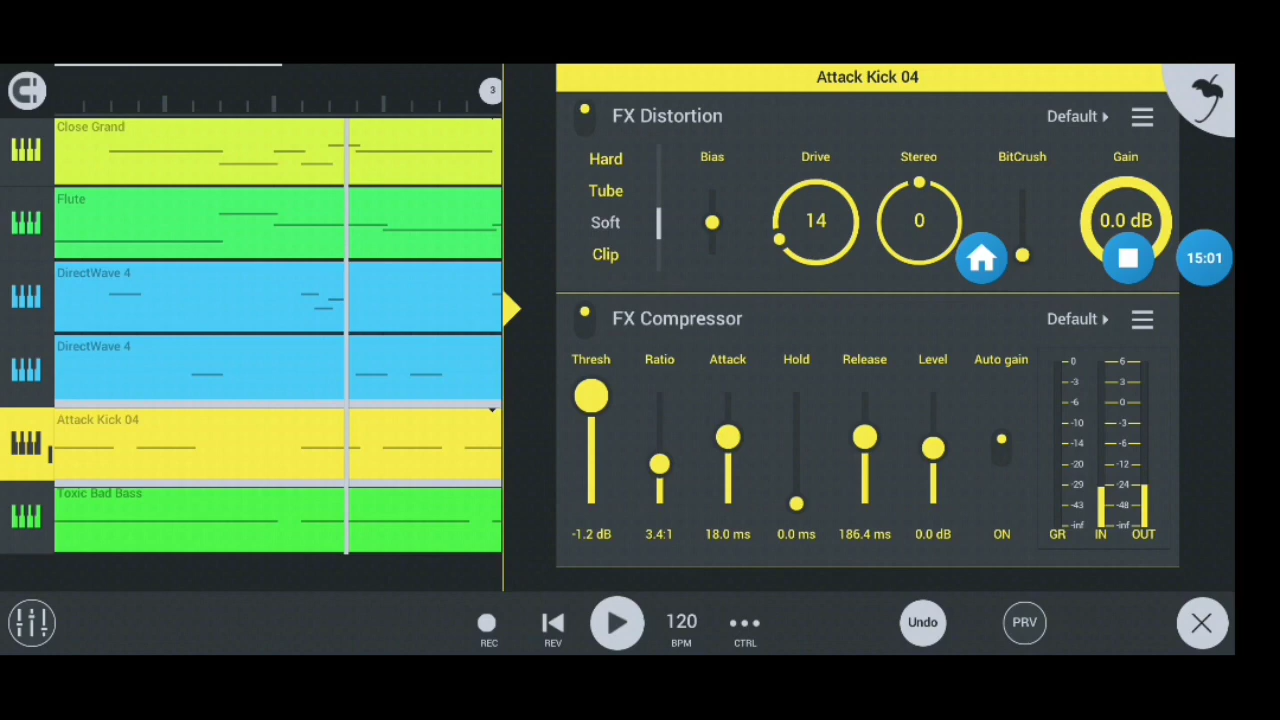 3
Close Grand
Flute
DirectWave 4
DirectWave 4
Attack Kick 04
Toxic Bad Bass
Attack Kick 04
FX Distortion
Default
Hard
Tube
Soft
Clip
Bias
Drive
Stereo
BitCrush
Gain
14
0
0.0 dB
15:01
FX Compressor
Default
Thresh
Ratio
Attack
Hold
Release
Level
Auto gain
-1.2 dB
3.4:1
18.0 ms
0.0 ms
186.4 ms
0.0 dB
ON
-0
-3
-6
-10
-14
-20
-29
-43
-inf
6
3
0
-3
-6
-12
-24
-48
-inf
GR
IN
OUT
REC
REV
120
BPM
CTRL
Undo
PRV